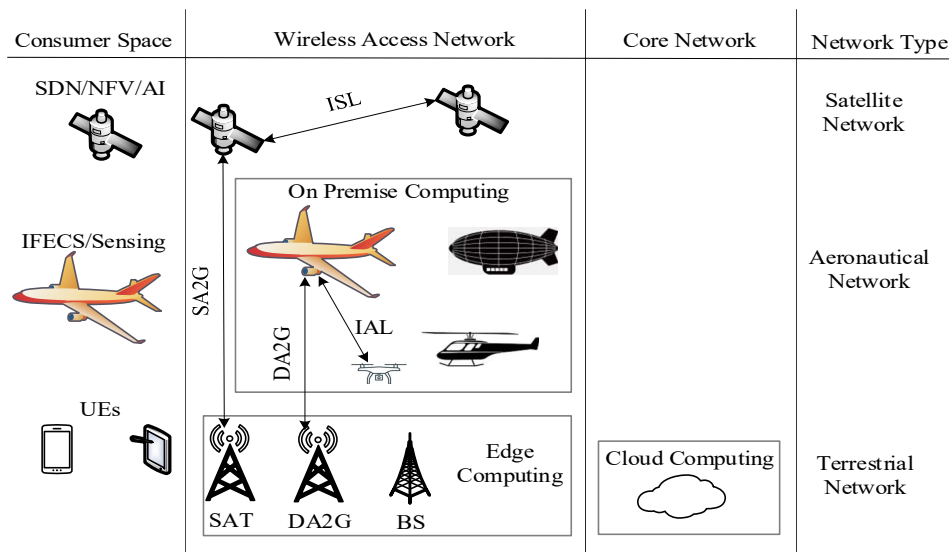 Consumer Space
Wireless Access Network
Core Network
Network Type
SDN/NFV/AI
ISL
Satellite
Network
On Premise Computing
IFECS/Sensing
SA2G
DA2G
IAL
Aeronautical
Network
UEs
Edge
Computing
SAT
DA2G
BS
Cloud Computing
Terrestrial
Network